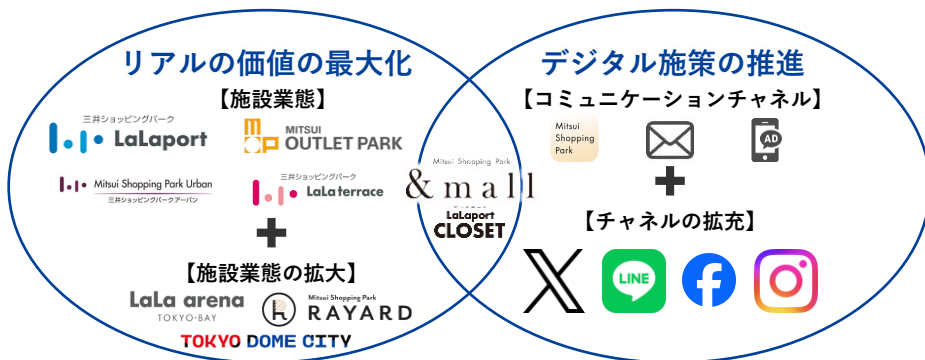 リアルの価値の最大化
【施設業態】
三井ショッピングパーク
LaLaport
MITSUI
OUTLET PARK
Mitsui Shopping Park Urban
三井ショッピングパーク アーバン
三井ショッピングパーク
LaLa terrace
【施設業態の拡大】
LaLa arena
TOKYO-BAY
Mitsui Shopping Park
RAYARD
TOKYO DOME CITY
Mitsui Shopping Park
& mall
LaLaport
CLOSET
デジタル施策の推進
【コミュニケーションチャネル】
Mitsui
Shopping
Park
AD
【チャネルの拡充】
LINE